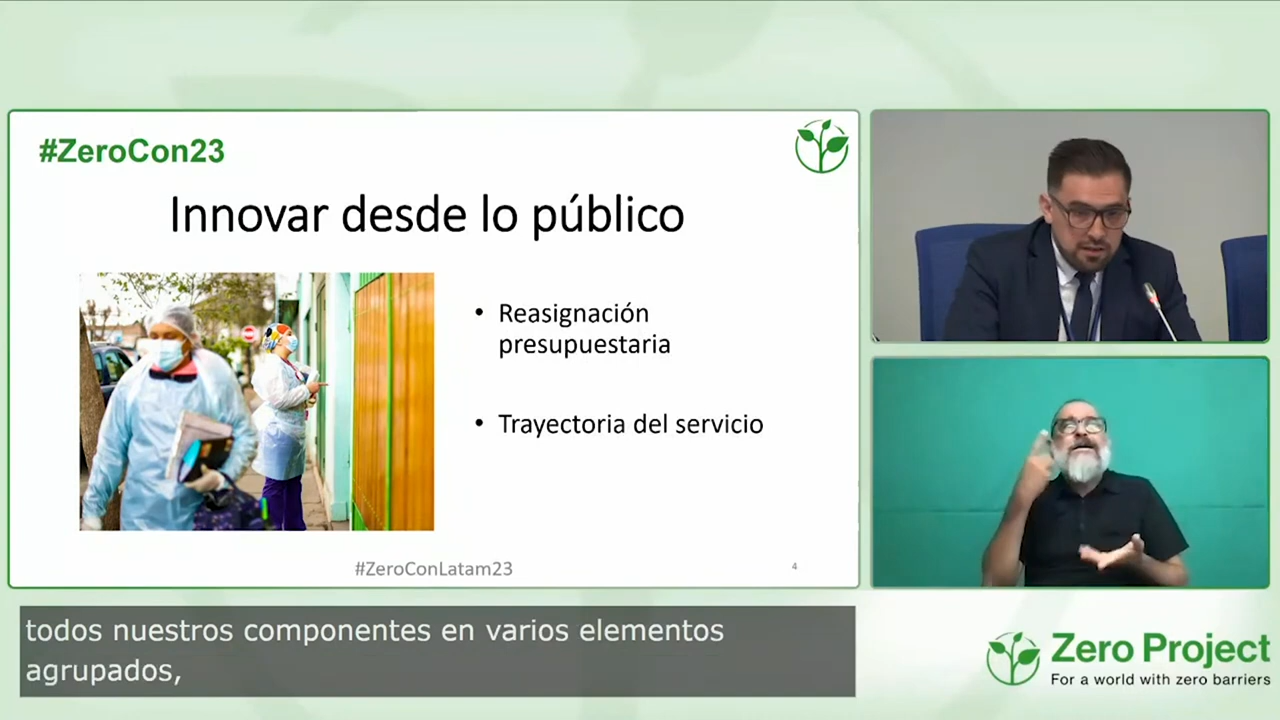 #ZeroCon23
Innovar desde lo público
• Reasignación
presupuestaria
• Trayectoria del servicio
#ZeroConLatam23
4
todos nuestros componentes en varios elementos
agrupados,
Zero Project
For a world with zero barriers